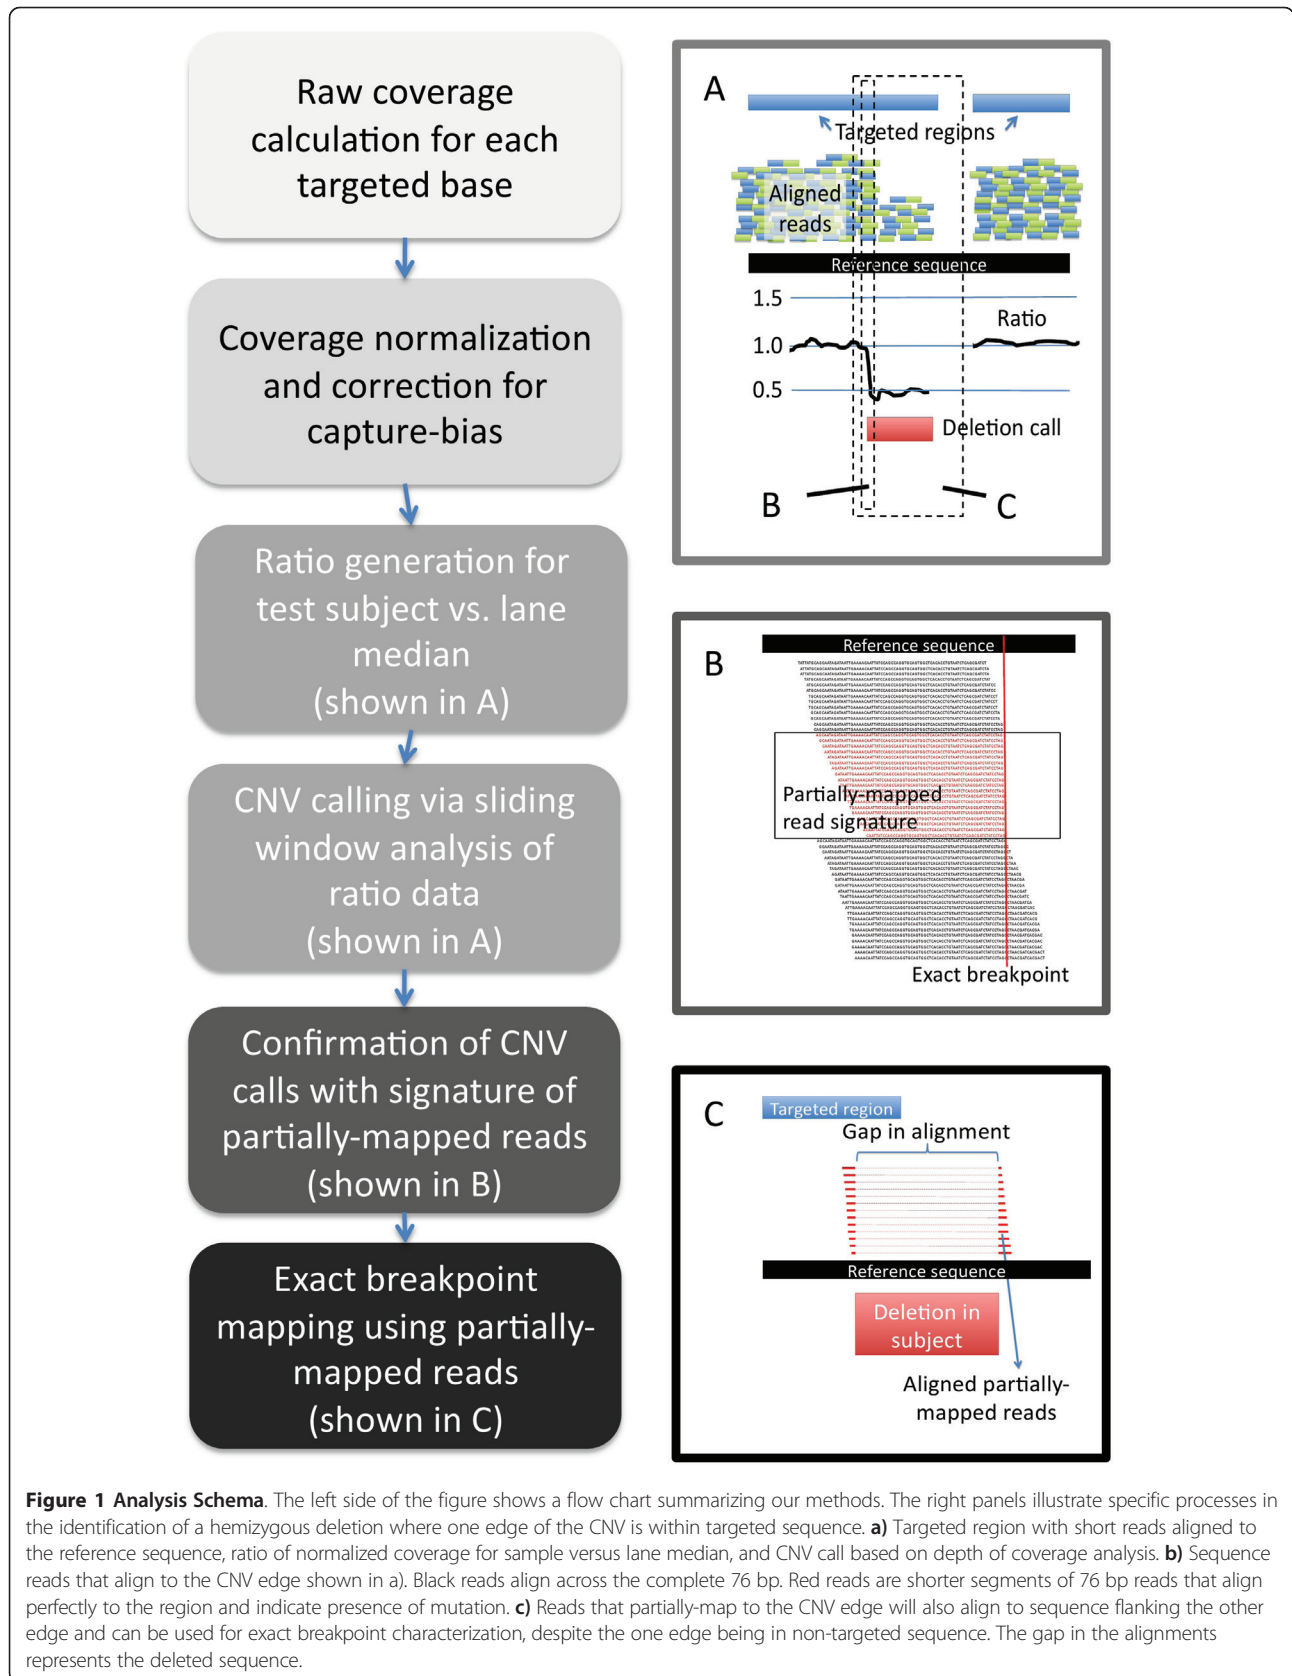 Raw coverage
calculation for each
targeted base
Coverage normalization
and correction for
capture-bias
Ratio generation for
test subject vs. lane
median
(shown in A)
CNV calling via sliding
window analysis of
ratio data
(shown in A)
Confirmation of CNV
calls with signature of
partially-mapped reads
(shown in B)
Exact breakpoint
mapping using partially-
mapped reads
(shown in C)
A
Targeted regions
Aligned
reads
Reference sequence
1.5
Ratio
1.0
0.5
Deletion call
B
C
B
Reference sequence
Partially-mapped
read signature
Exact breakpoint
C
Targeted region
Gap in alignment
Reference sequence
Deletion in
subject
Aligned partially-
mapped reads
Figure 1 Analysis Schema. The left side of the figure shows a flow chart summarizing our methods. The right panels illustrate specific processes in
the identification of a hemizygous deletion where one edge of the CNV is within targeted sequence. a) Targeted region with short reads aligned to
the reference sequence, ratio of normalized coverage for sample versus lane median, and CNV call based on depth of coverage analysis. b) Sequence
reads that align to the CNV edge shown in a). Black reads align across the complete 76 bp. Red reads are shorter segments of 76 bp reads that align
perfectly to the region and indicate presence of mutation. c) Reads that partially-map to the CNV edge will also align to sequence flanking the other
edge and can be used for exact breakpoint characterization, despite the one edge being in non-targeted sequence. The gap in the alignments
represents the deleted sequence.